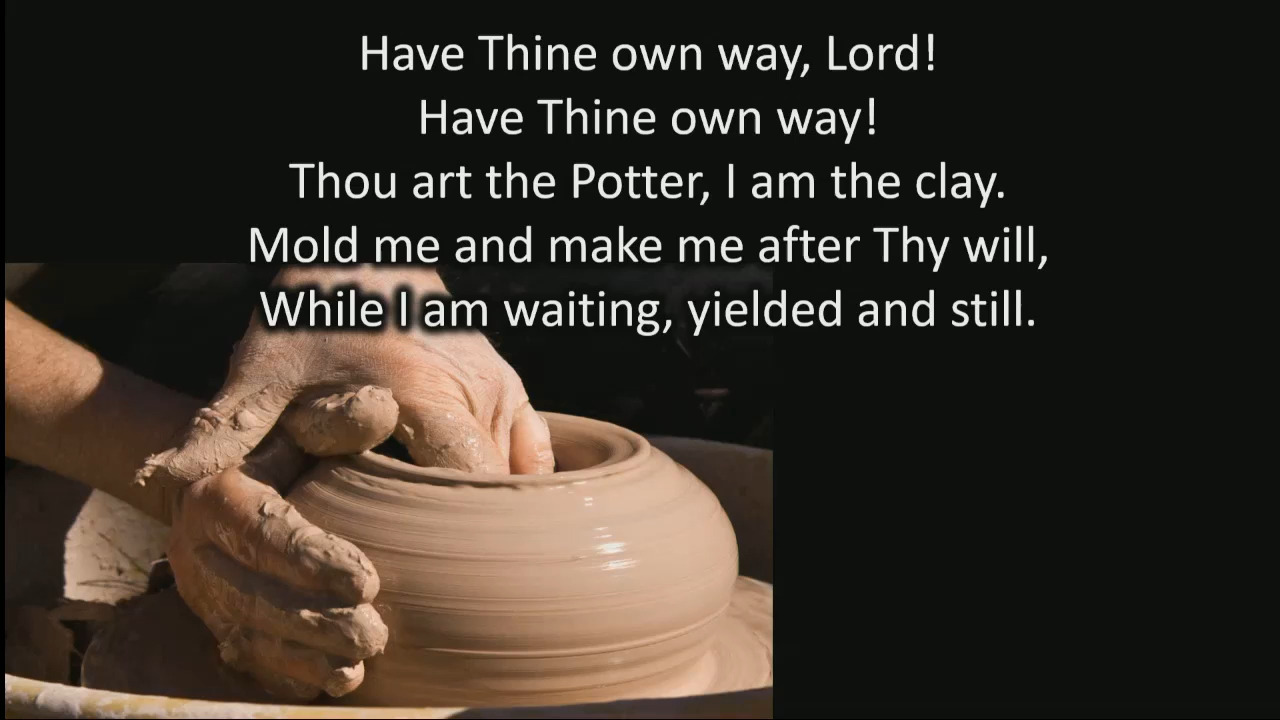 Have Thine own way, Lord!
Have Thine own way!
Thou art the Potter, I am the clay.
Mold me and make me after Thy will,
While I am waiting, yielded and still.